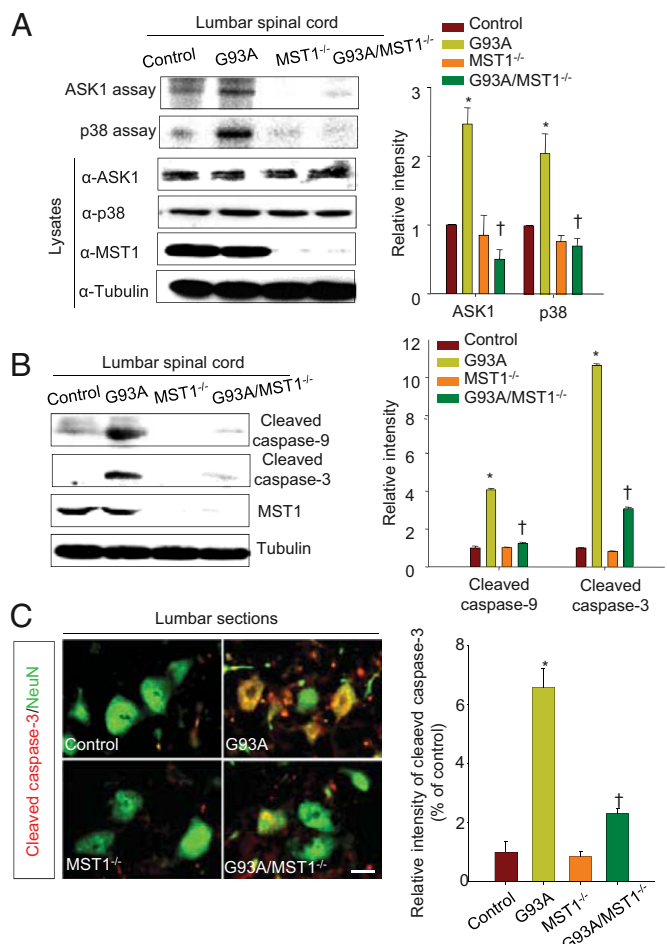 A
Lumbar spinal cord
Control G93A MST1-/- G93A/MST1-/-
ASK1 assay
p38 assay
Lysates
α-ASK1
α-p38
α-MST1
α-Tubulin
Control
G93A
MST1-/-
G93A/MST1-/-
Relative intensity
3
2
1
0
*
†
*
†
ASK1 p38
B
Lumbar spinal cord
Control G93A MST1-/- G93A/MST1-/-
Cleaved
caspase-9
Cleaved
caspase-3
MST1
Tubulin
Control
G93A
MST1-/-
G93A/MST1-/-
Relative intensity
12
10
8
6
4
2
0
*
†
*
†
Cleaved
caspase-9
Cleaved
caspase-3
C
Lumbar sections
Cleaved caspase-3/NeuN
Control
G93A
MST1-/-
G93A/MST1-/-
Relative intensity of cleaevd caspase-3
(% of control)
8
6
4
2
0
*
†
Control
G93A
MST1-/-
G93A/MST1-/-